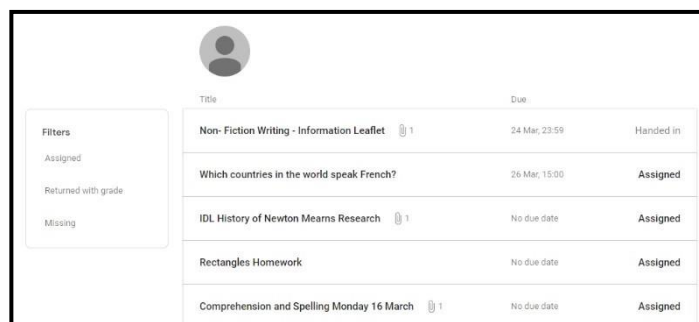 Title Due
Filters
Assigned
Returned with grade
Missing
Non- Fiction Writing - Information Leaflet 1 24 Mar, 23:59 Handed in
Which countries in the world speak French? 26 Mar, 15:00 Assigned
IDL History of Newton Mearns Research 1 No due date Assigned
Rectangles Homework No due date Assigned
Comprehension and Spelling Monday 16 March 1 No due date Assigned